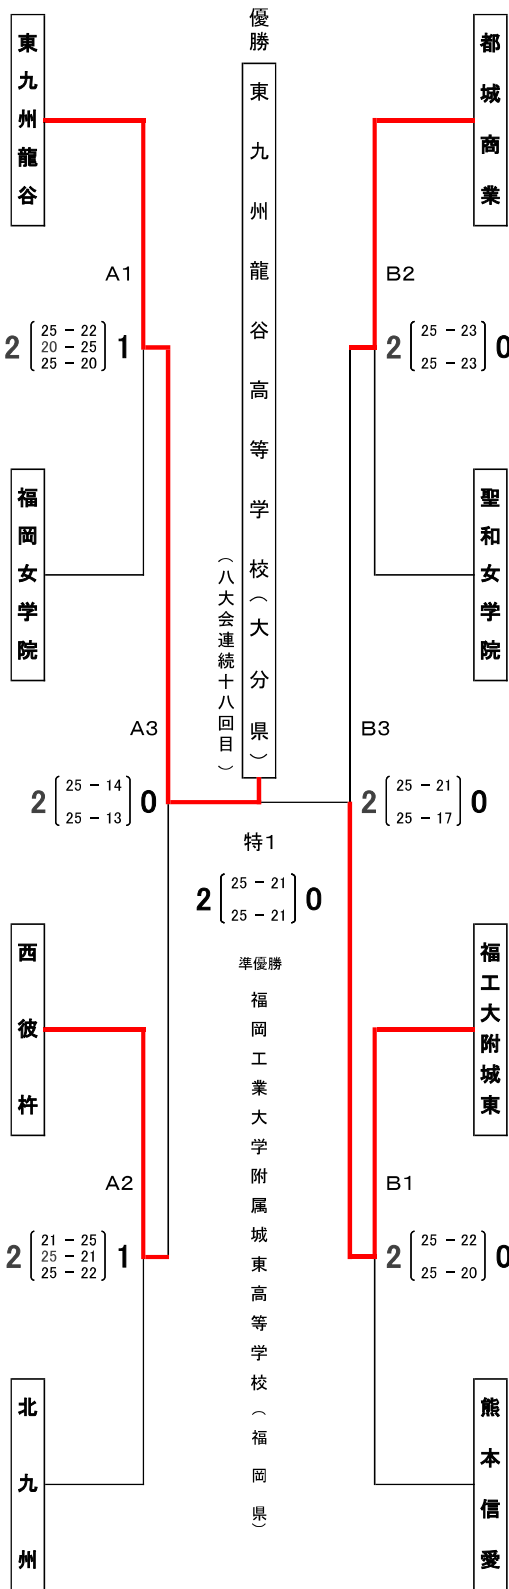 優勝
東九州龍谷高等学校(大分県)
(八大会連続十八回目)
東九州龍谷
都城商業
A1
2 25 - 22 1
20 - 25
25 - 20
B2
2 25 - 23 0
25 - 23
福岡女学院
聖和女学院
A3
2 25 - 14 0
25 - 13
B3
2 25 - 21 0
25 - 17
特1
2 25 - 21 0
25 - 21
準優勝
福岡工業大学附属城東高等学校(福岡県)
西彼杵
福工大附城東
A2
2 21 - 25 1
25 - 21
25 - 22
B1
2 25 - 22 0
25 - 20
北九州
熊本信愛